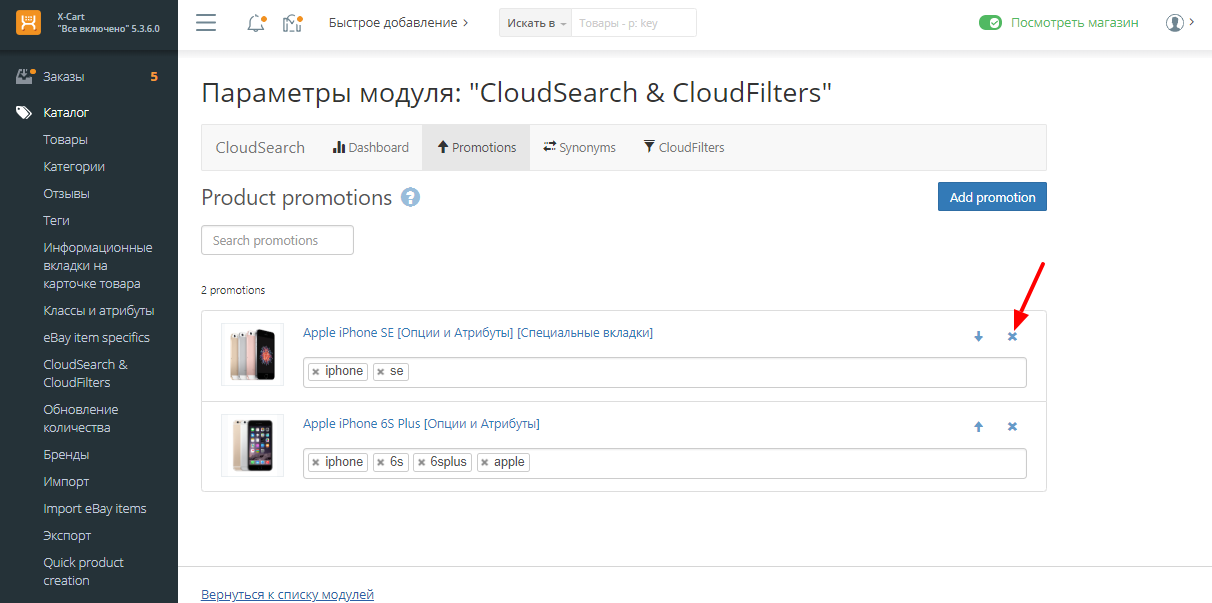 X-Cart
"Все включено" 5.3.6.0
Быстрое добавление
Искать в
Товары - p: key
Посмотреть магазин
Заказы 5
Каталог
Товары
Категории
Отзывы
Теги
Информационные
вкладки на
карточке товара
Классы и атрибуты
eBay item specifics
CloudSearch &
CloudFilters
Обновление
количества
Бренды
Импорт
Import eBay items
Экспорт
Quick product
creation
Параметры модуля: "CloudSearch & CloudFilters"
CloudSearch Dashboard Promotions Synonyms CloudFilters
Product promotions ?
Add promotion
Search promotions
2 promotions
Apple iPhone SE [Опции и Атрибуты] [Специальные вкладки]
× iphone × se
Apple iPhone 6S Plus [Опции и Атрибуты]
× iphone × 6s × 6splus × apple
Вернуться к списку модулей